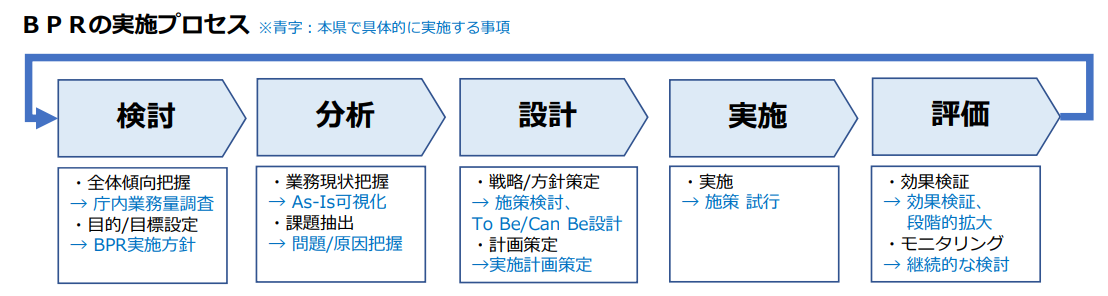 ＢＰＲの実施プロセス ※青字：本県で具体的に実施する事項
検討
・全体傾向把握
→ 庁内業務量調査
・目的/目標設定
→ BPR実施方針
分析
・業務現状把握
→ As-Is可視化
・課題抽出
→ 問題/原因把握
設計
・戦略/方針策定
→ 施策検討、
To Be/Can Be設計
・計画策定
→実施計画策定
実施
・実施
→ 施策 試行
評価
・効果検証
→ 効果検証、
段階的拡大
・モニタリング
→ 継続的な検討